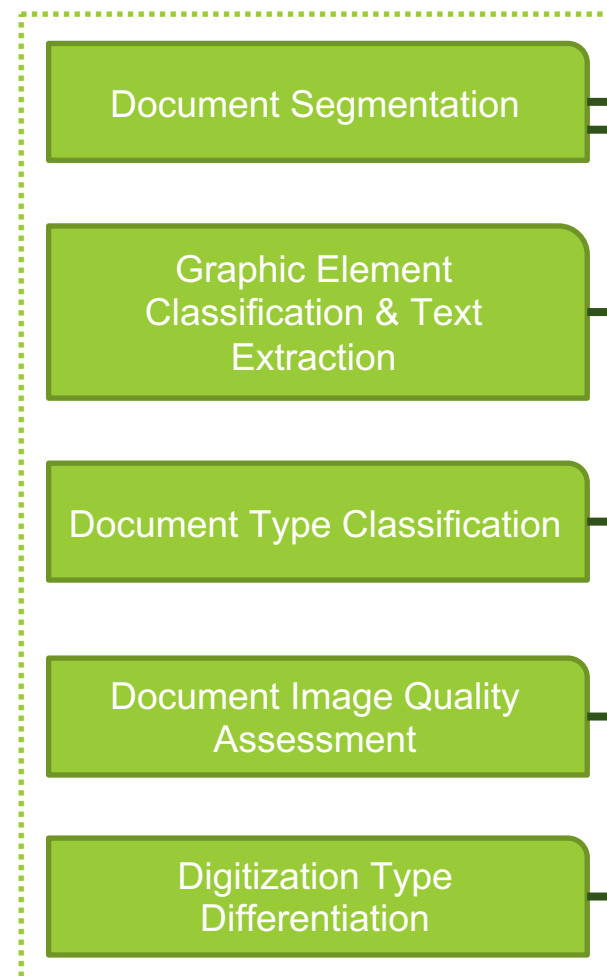 Document Segmentation
Graphic Element
Classification & Text
Extraction
Document Type Classification
Document Image Quality
Assessment
Digitization Type
Differentiation